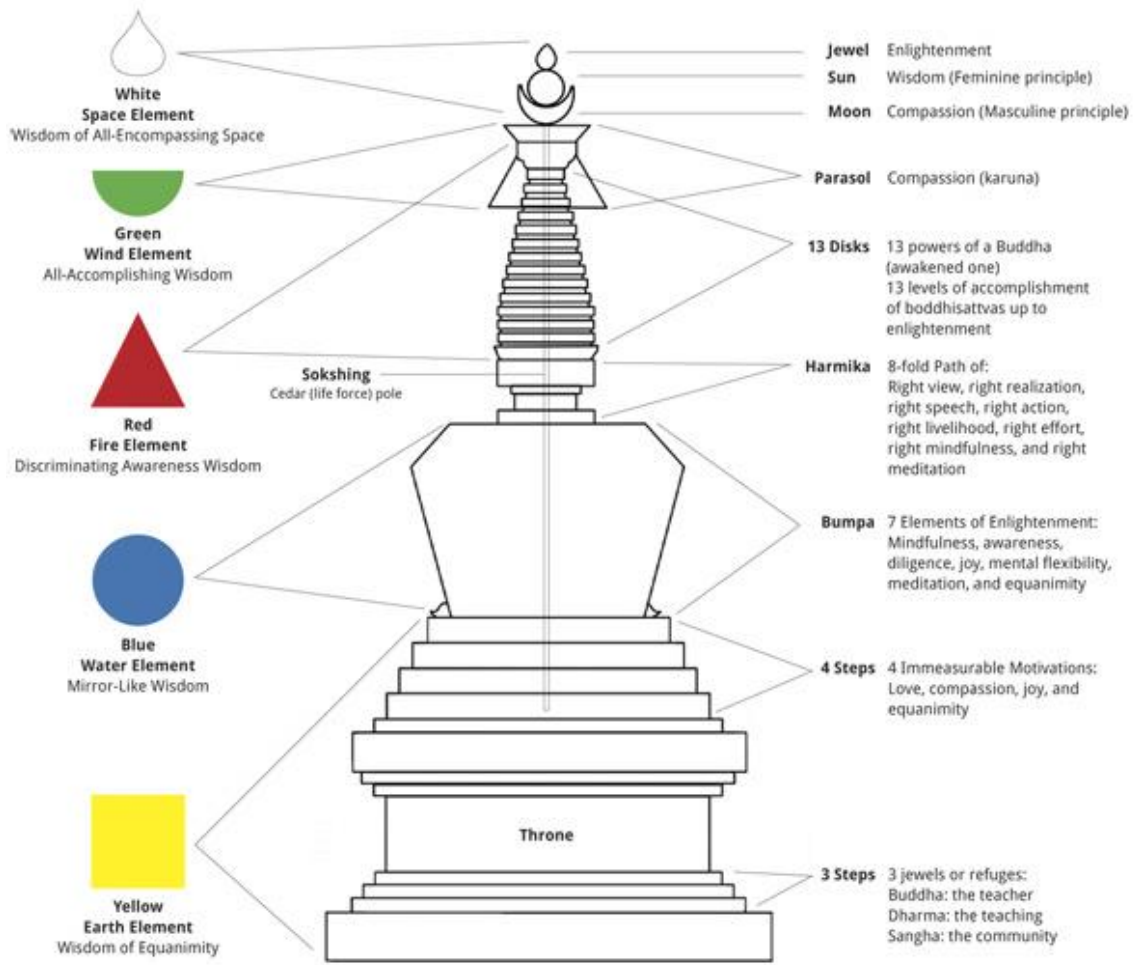 White
Space Element
'Wisdom of All-Encompassing Space
Green
Wind Element
All-Accomplishing Wisdom
Red
Fire Element
Discriminating Awareness Wisdom
Blue
Water Element
Mirror-Like Wisdom
Yellow
Earth Element
Wisdom of Equanimity
Sokshing
Cedar (life force) pole
Throne
Jewel Enlightenment
Sun Wisdom (Feminine principle)
Moon Compassion (Masculine principle)
Parasol Compassion (karuna)
13 Disks 13 powers of a Buddha
(awakened one)
13 levels of accomplishment
of boddhisattvas up to
enlightenment
Harmika 8-fold Path of:
Right view, right realization,
right speech, right action,
right livelihood, right effort,
right mindfulness, and right
meditation
Bumpa 7 Elements of Enlightenment:
Mindfulness, awareness,
diligence, joy, mental flexibility,
meditation, and equanimity
4 Steps 4 Immeasurable Motivations:
Love, compassion, joy, and
equanimity
3 Steps 3 jewels or refuges:
Buddha: the teacher
Dharma: the teaching
Sangha: the community